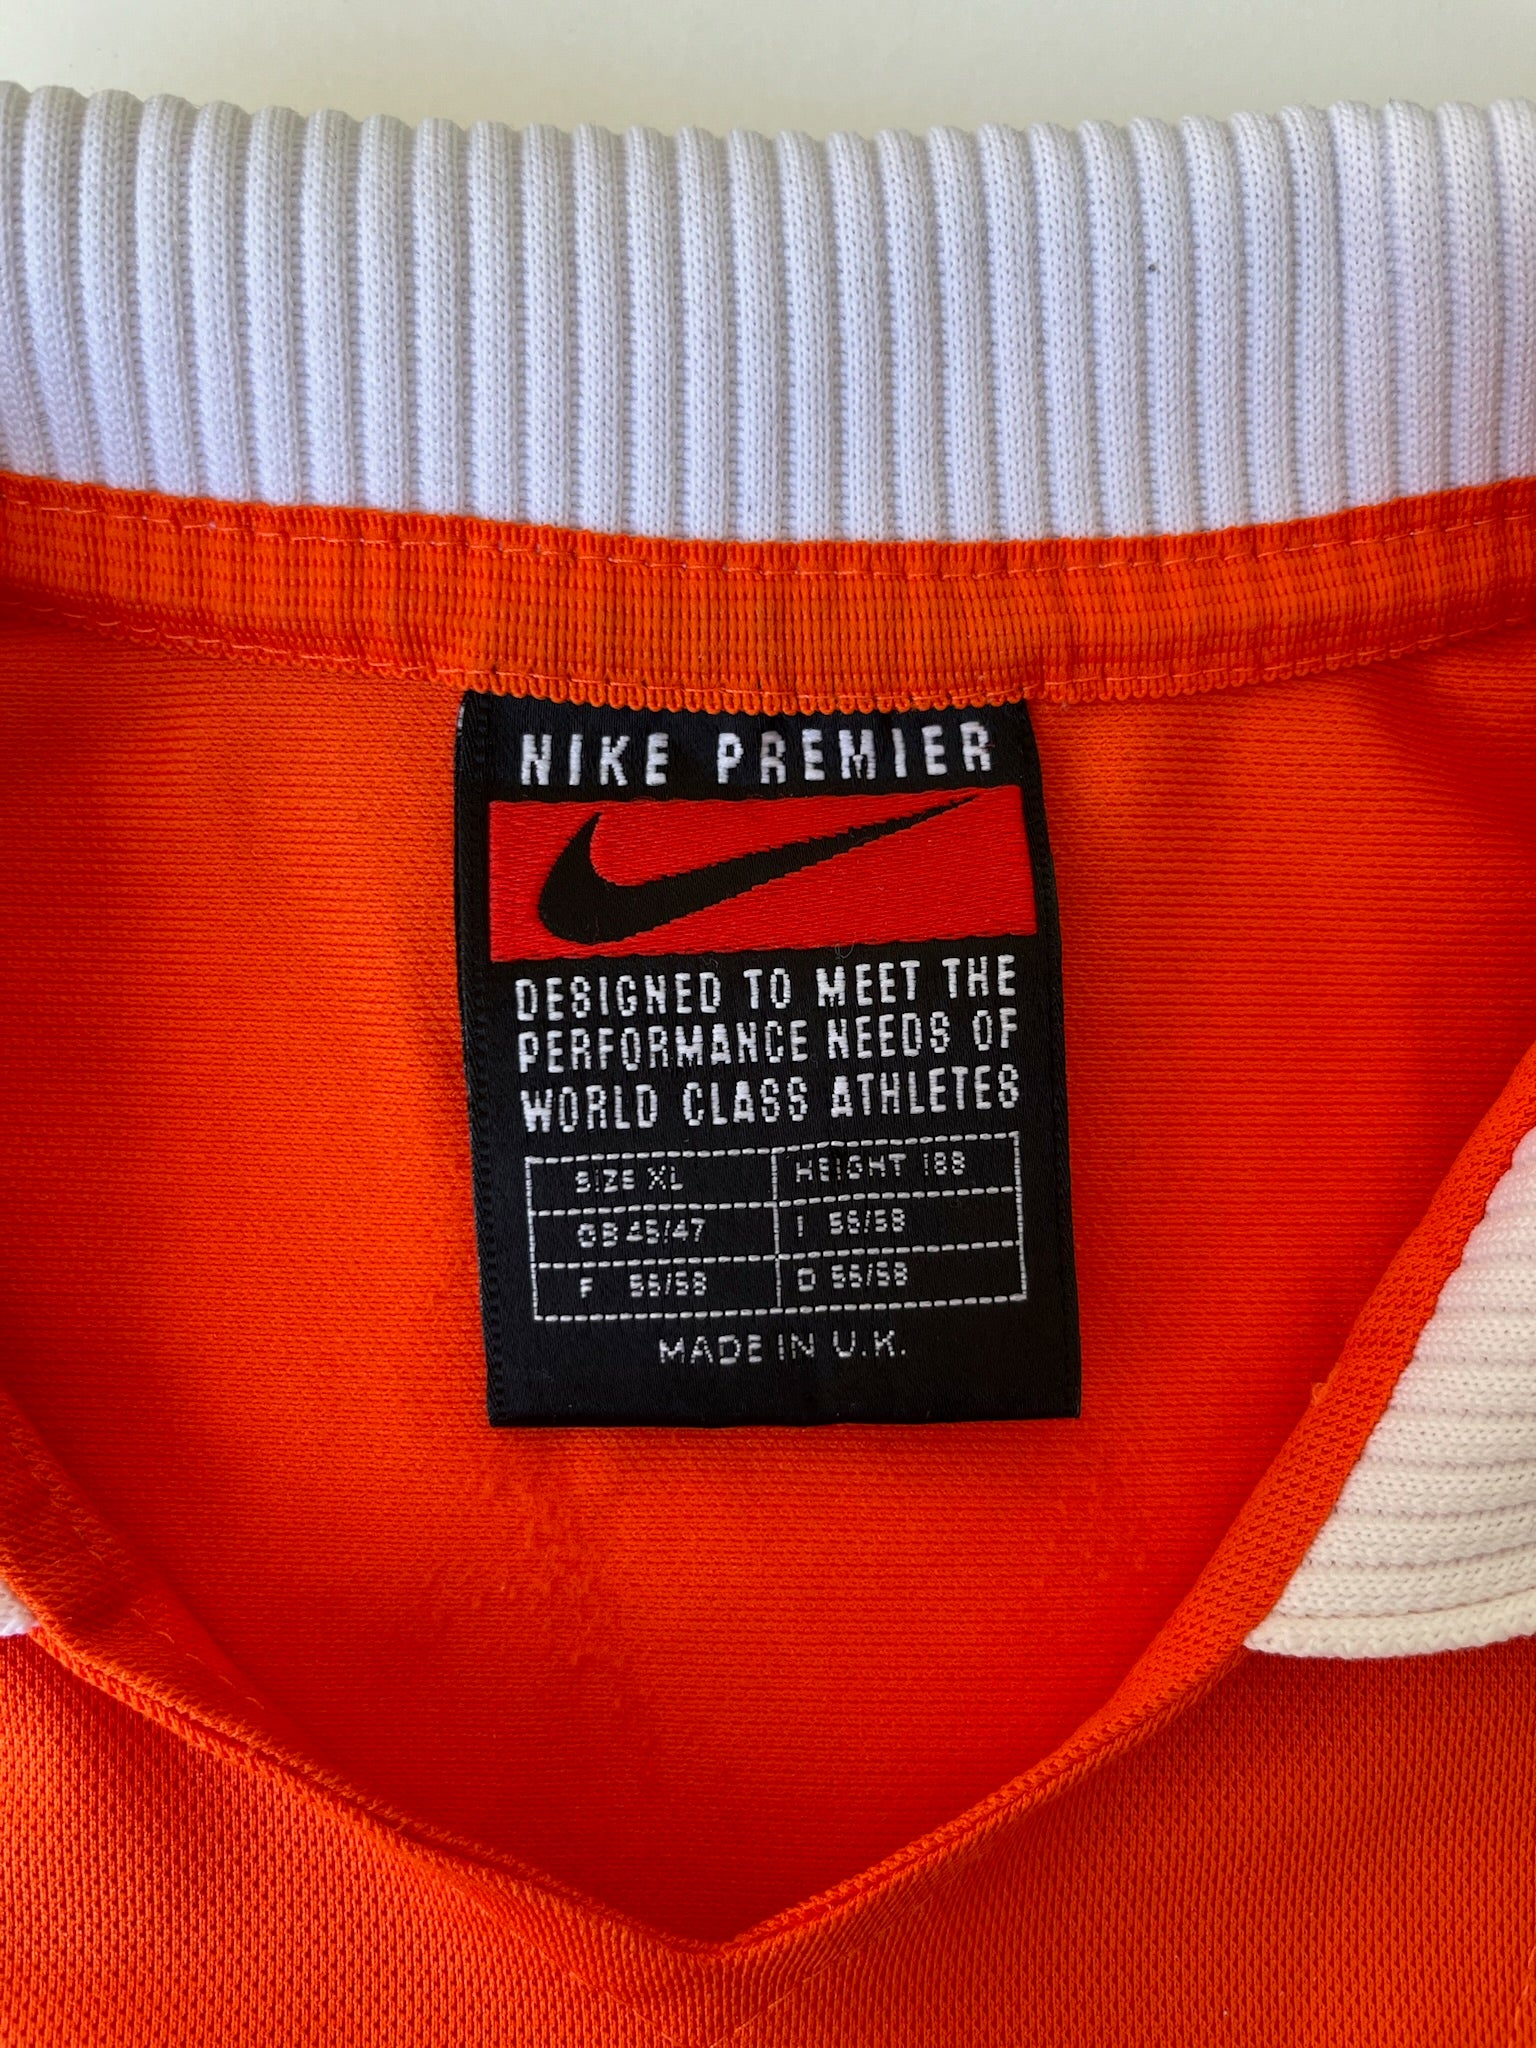 NIKE PREMIER
DESIGNED TO MEET THE
PERFORMANCE NEEDS OF
WORLD CLASS ATHLETES
SIZE XL HEIGHT 188
GB 45/47 I 56/58
F 56/58 D 56/58
MADE IN U.K.